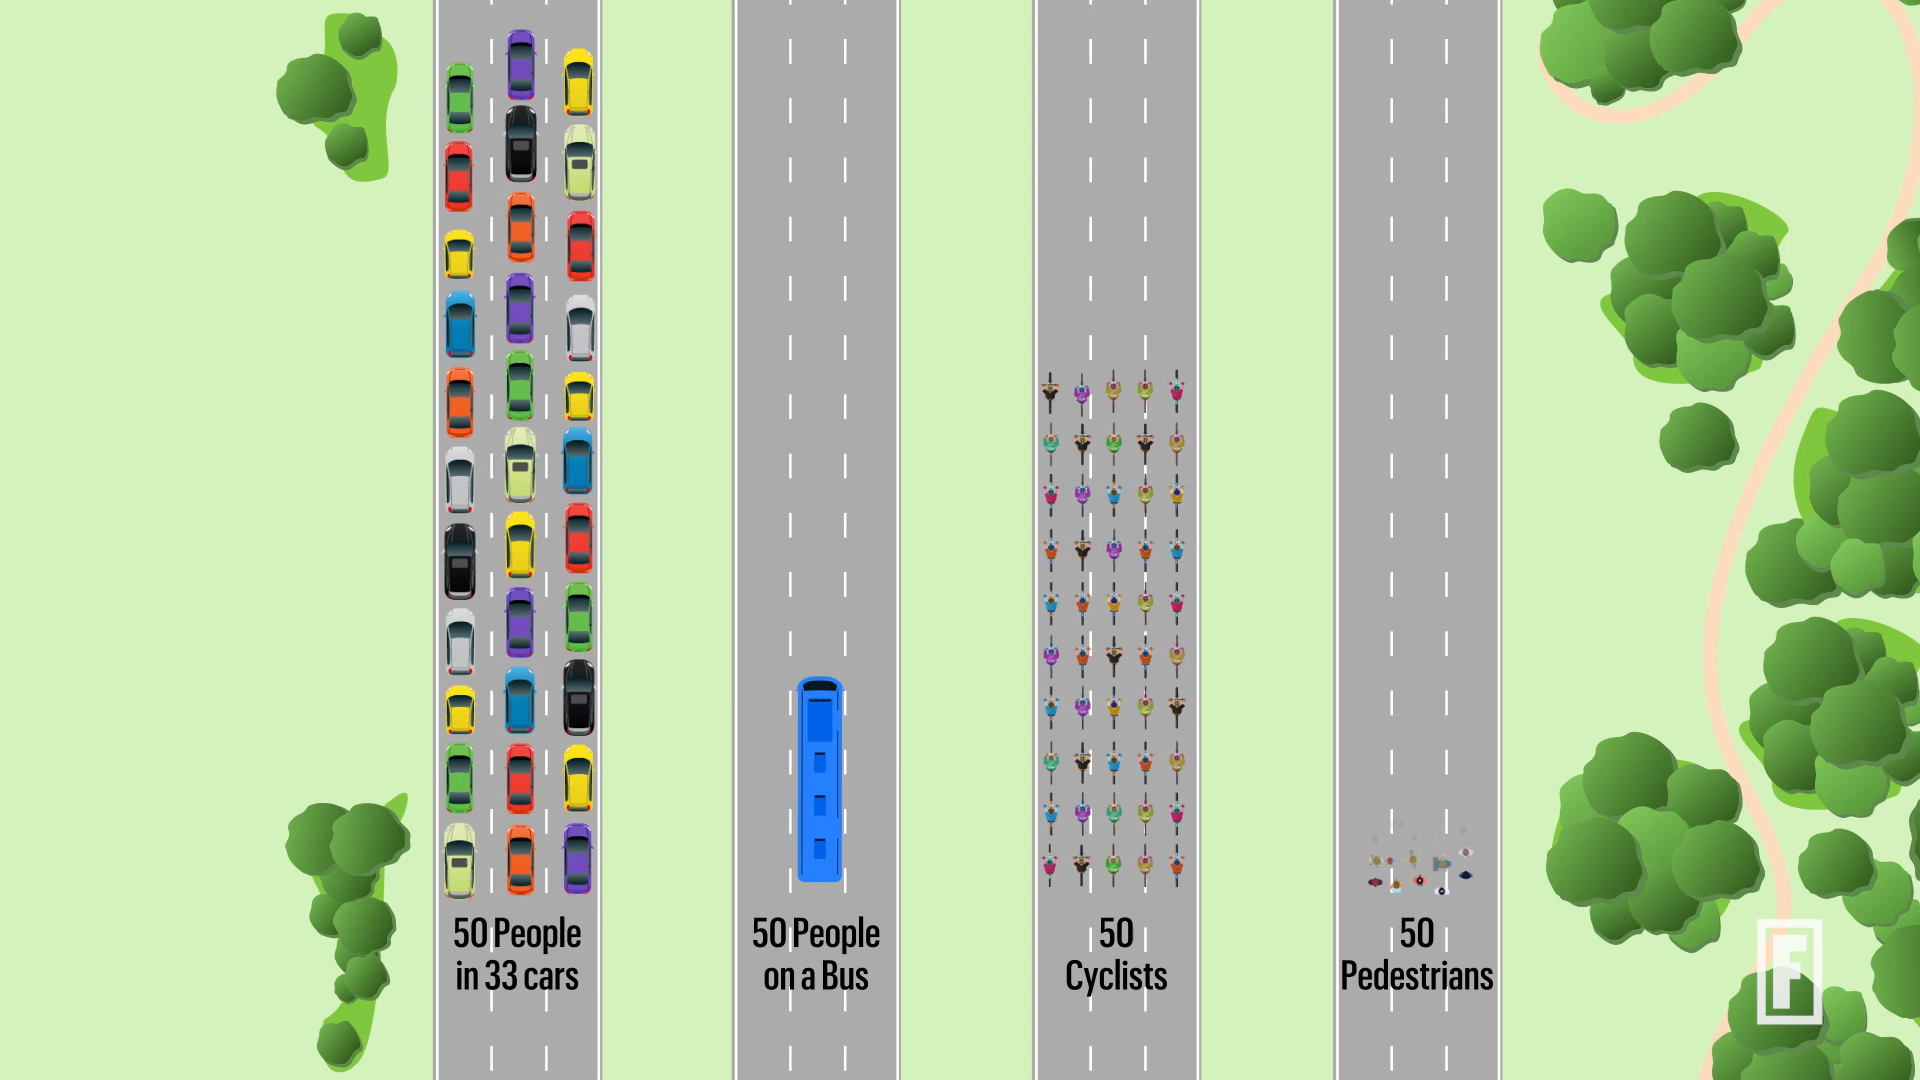 50 People
in 33 cars
50 People
on a Bus
50
Cyclists
50
Pedestrians
F